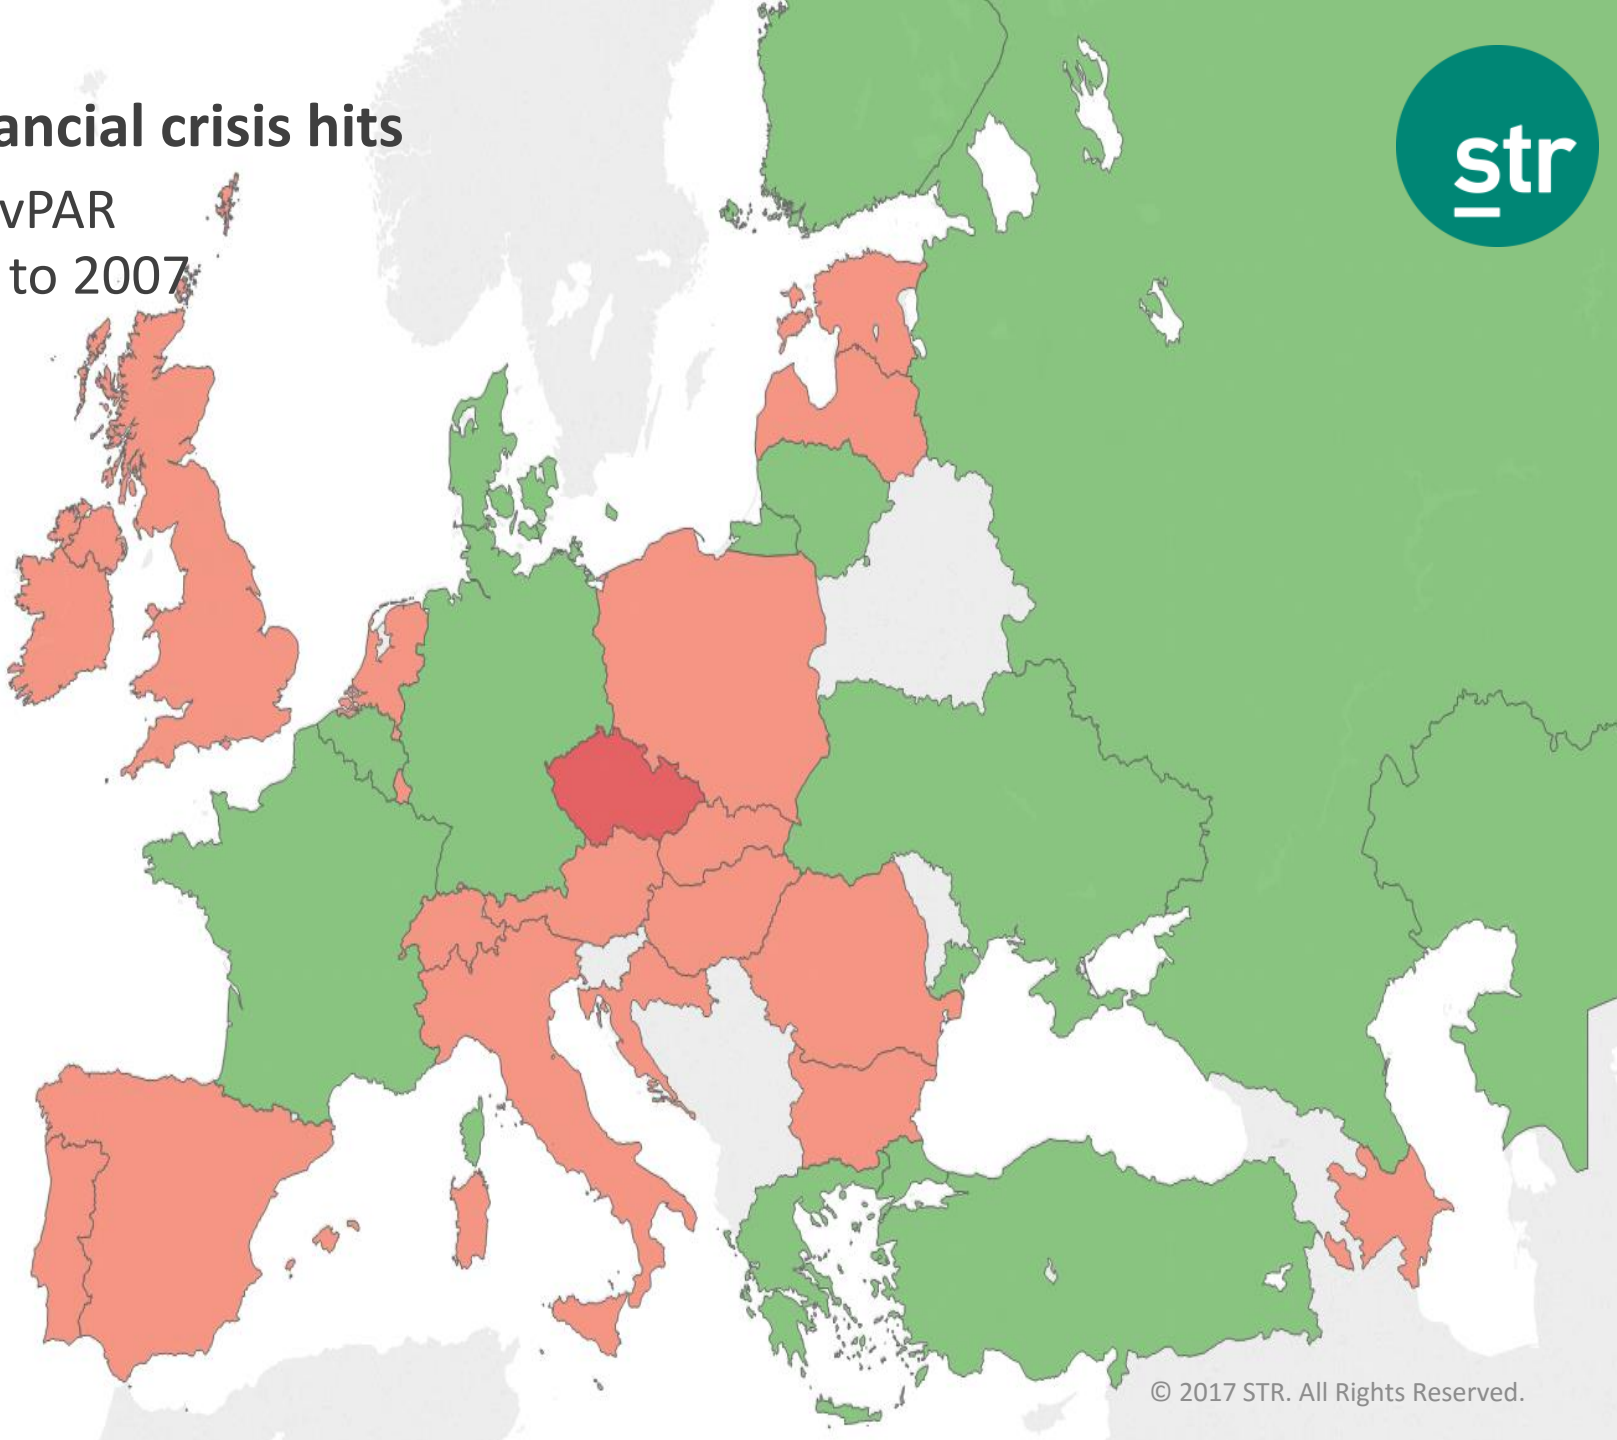 ancial crisis hits
vPAR
to 2007
str
© 2017 STR. All Rights Reserved.